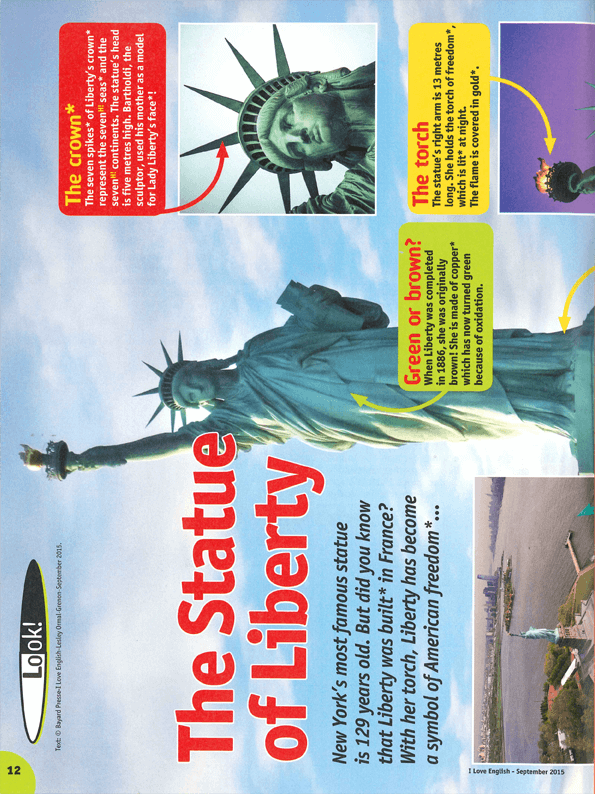 Look!
Text: © Bayard Presse-I Love English-Lesley Ormal-Grenon-September 2015.
The Statue
of Liberty
New York's most famous statue
is 129 years old. But did you know
that Liberty was built* in France?
With her torch, Liberty has become
a symbol of American freedom*...
The crown*
The seven spikes* of Liberty's crown*
represent the seven H! seas* and the
seven H! continents. The statue's head
is five metres high. Bartholdi, the
sculptor, used his mother as a model
for Lady Liberty's face*!
Green or brown?
When Liberty was completed
in 1886, she was originally
brown! She is made of copper*
which has now turned green
because of oxidation.
The torch
The statue's right arm is 13 metres
long. She holds the torch of freedom*,
which is lit* at night.
The flame is covered in gold*.
12
I Love English - September 2015